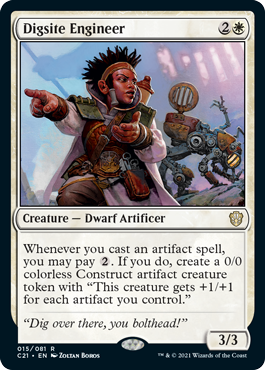 Digsite Engineer 2
Creature — Dwarf Artificer
Whenever you cast an artifact spell,
you may pay 2. If you do, create a 0/0
colorless Construct artifact creature
token with “This creature gets +1/+1
for each artifact you control.”
“Dig over there, you bolthead!”
3/3
015/081 R
C21 • EN Zoltan Boros
™ & © 2021 Wizards of the Coast